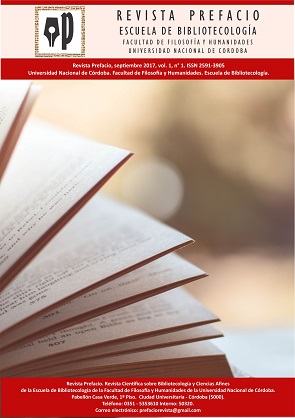 REVISTA PREFACIO
ESCUELA DE BIBLIOTECOLOGÍA
FACULTAD DE FILOSOFÍA Y HUMANIDADES
UNIVERSIDAD NACIONAL DE CÓRDOBA
Revista Prefacio, septiembre 2017, vol. 1, n° 1. ISSN 2591-3905
Universidad Nacional de Córdoba. Facultad de Filosofía y Humanidades. Escuela de Bibliotecología.
375
407
Revista Prefacio. Revista Científica sobre Bibliotecología y Ciencias Afines
de la Escuela de Bibliotecología de la Facultad de Filosofía y Humanidades de la Universidad Nacional de Córdoba.
Pabellón Casa Verde, 1º Piso. Ciudad Universitaria - Córdoba (5000).
Teléfono: 0351 - 5353610 Interno: 50320.
Correo electrónico: prefaciorevista@gmail.com